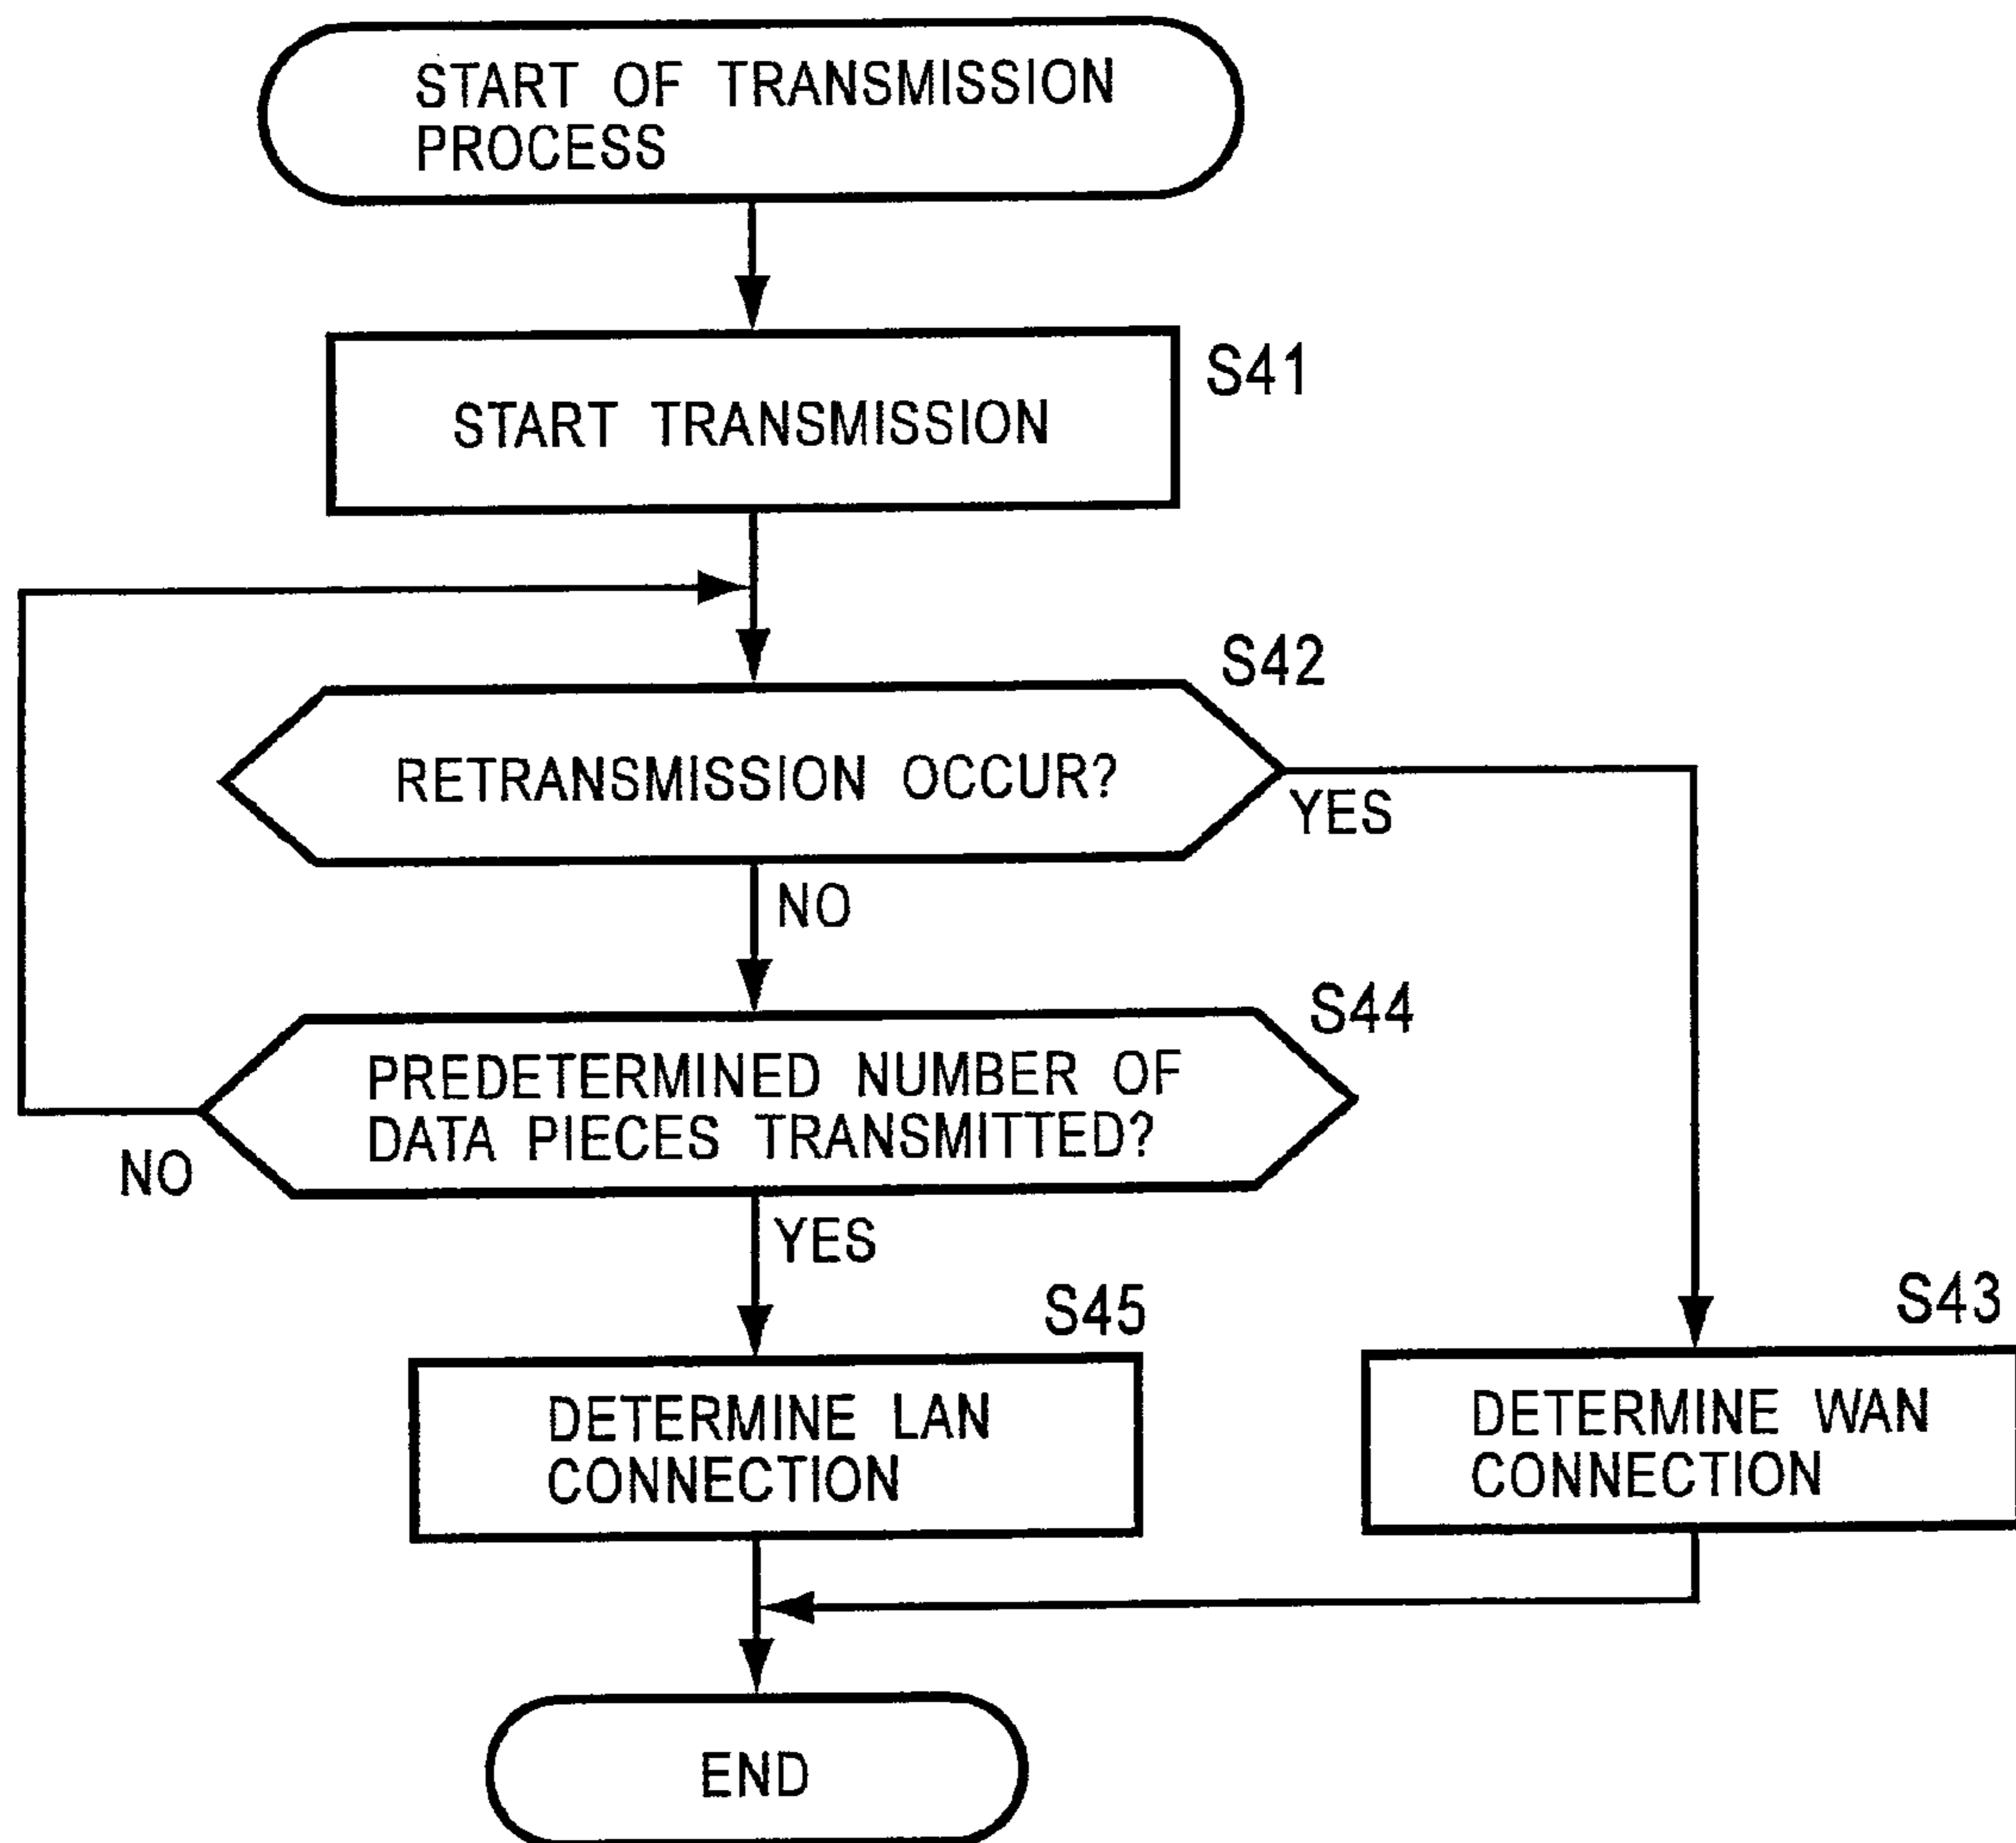 START OF TRANSMISSION
PROCESS
START TRANSMISSION
S41
S42
RETRANSMISSION OCCUR?
YES
NO
S44
PREDETERMINED NUMBER OF
DATA PIECES TRANSMITTED?
NO
YES
S45
S43
DETERMINE LAN
CONNECTION
DETERMINE WAN
CONNECTION
END